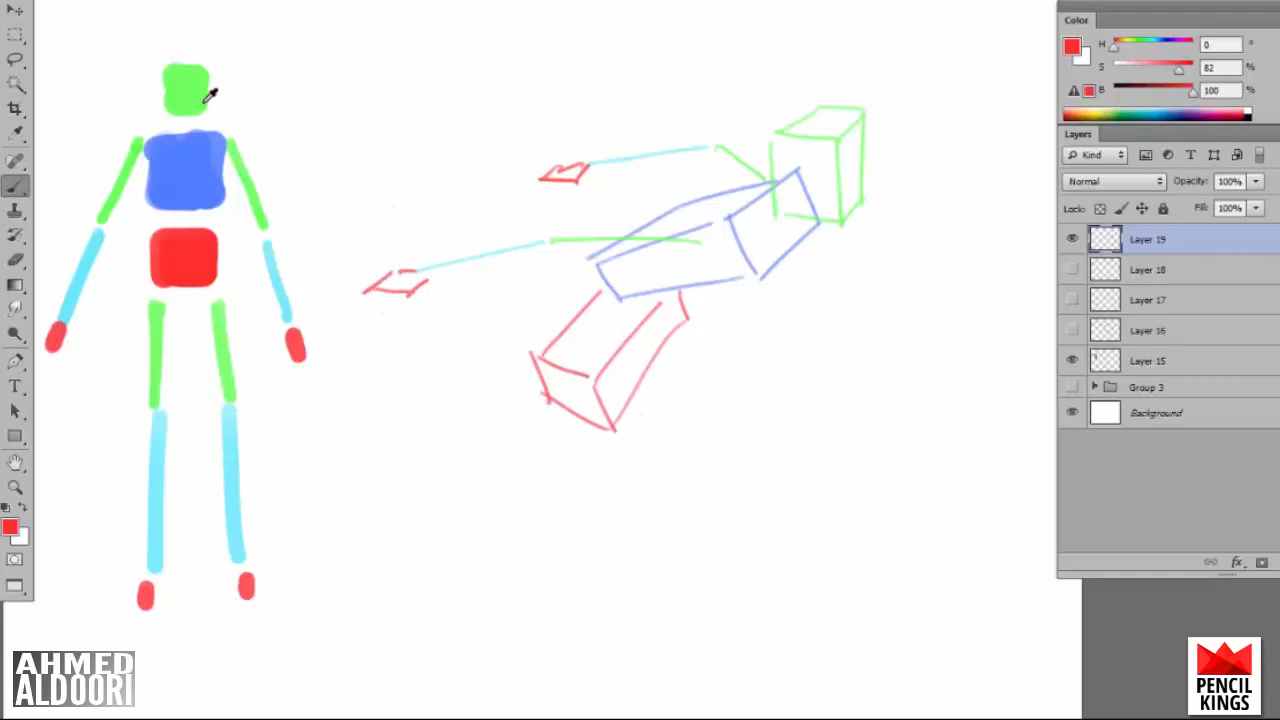 Color
H
0
°
S
82
%
B
100
%
Layers
Kind
T
Normal
Opacity: 100%
Lock:
Fill: 100%
Layer 19
Layer 18
Layer 17
Layer 16
Layer 15
Group 3
Background
fx
T
AHMED
ALDOORI
PENCIL
KINGS